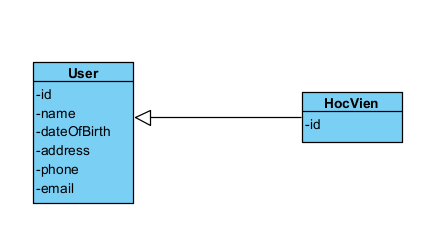 User
-id
-name
-dateOfBirth
-address
-phone
-email
HocVien
-id